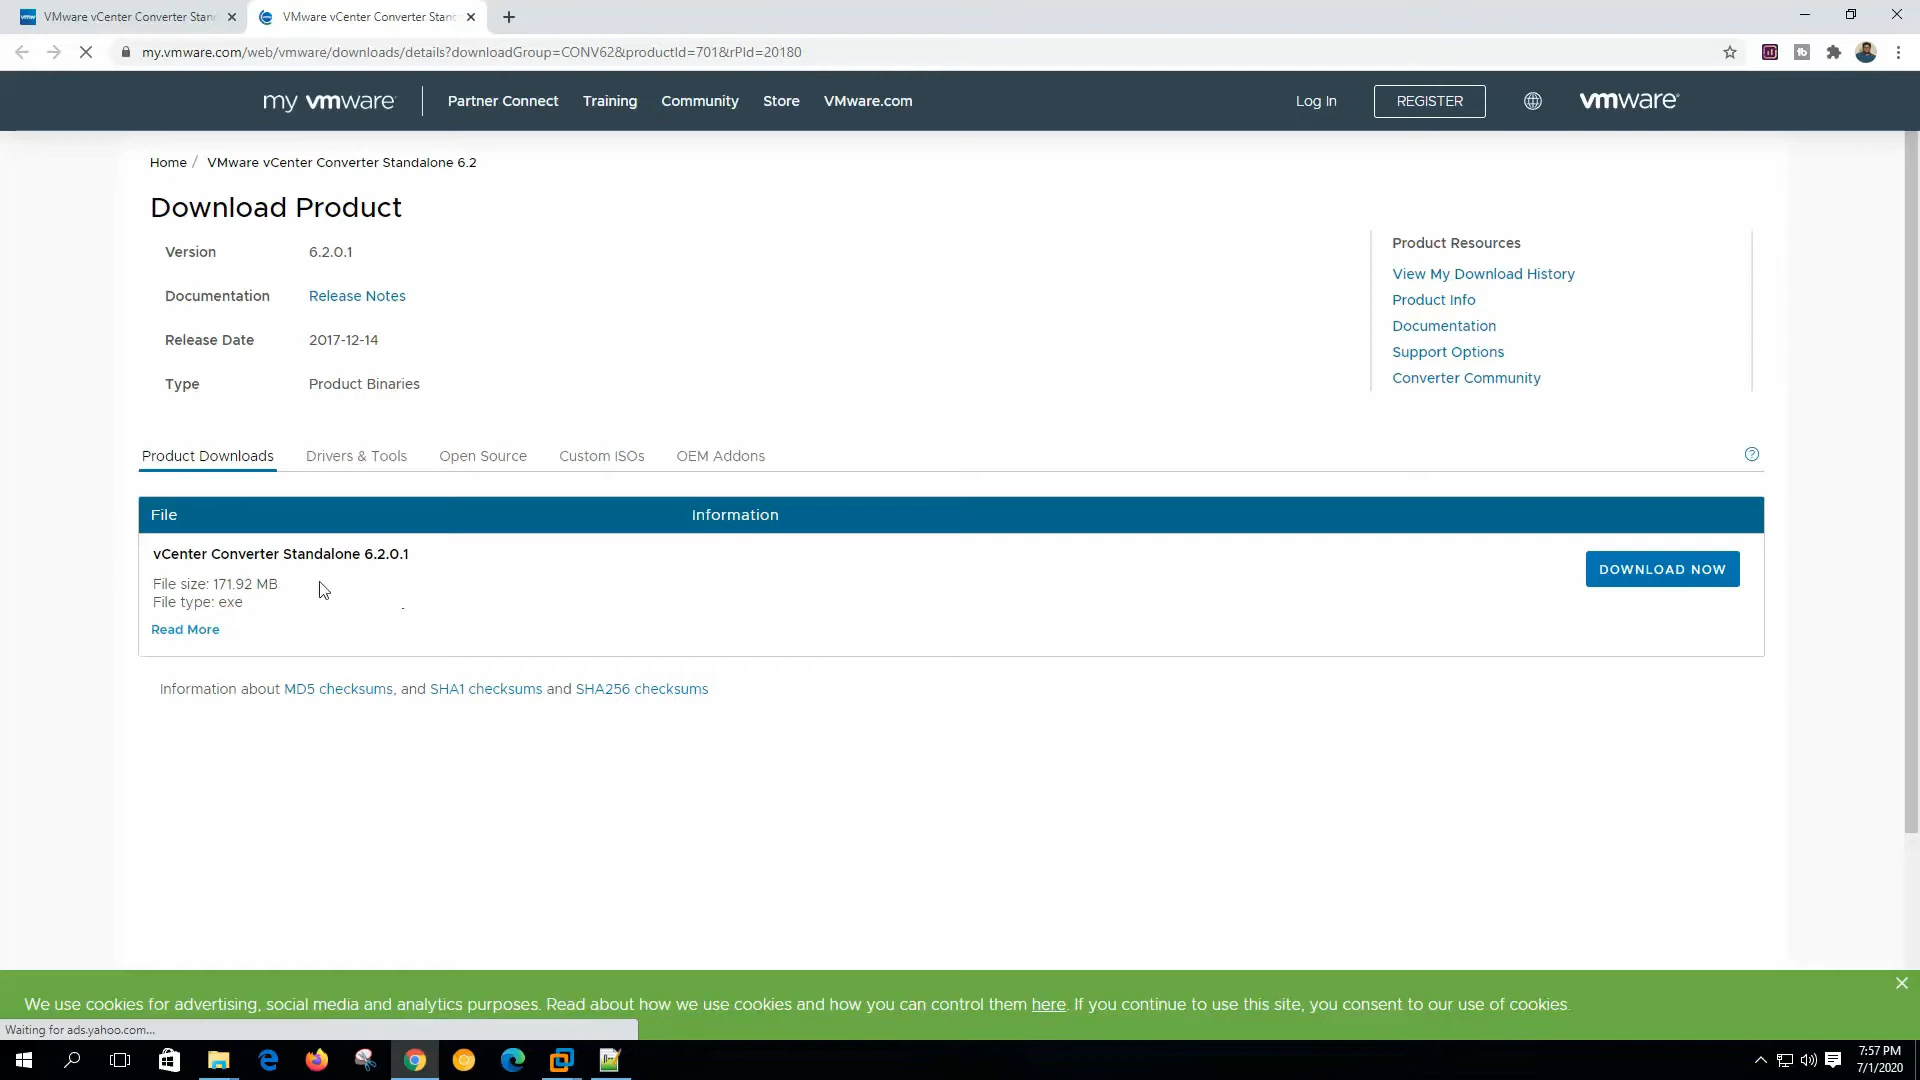 VMware vCenter Converter Stan
VMware vCenter Converter Stan
my.vmware.com/web/vmware/downloads/details?downloadGroup=CONV62&productId=701&rPId=20180
my vmware
Partner Connect
Training
Community
Store
VMware.com
Log In
REGISTER
vmware
Home / VMware vCenter Converter Standalone 6.2
Download Product
Version 6.2.0.1
Documentation Release Notes
Release Date 2017-12-14
Type Product Binaries
Product Resources
View My Download History
Product Info
Documentation
Support Options
Converter Community
Product Downloads
Drivers & Tools
Open Source
Custom ISOs
OEM Addons
File Information
vCenter Converter Standalone 6.2.0.1
File size: 171.92 MB
File type: exe
Read More
DOWNLOAD NOW
Information about MD5 checksums, and SHA1 checksums and SHA256 checksums
We use cookies for advertising, social media and analytics purposes. Read about how we use cookies and how you can control them here. If you continue to use this site, you consent to our use of cookies.
Waiting for ads.yahoo.com...
7:57 PM
7/1/2020